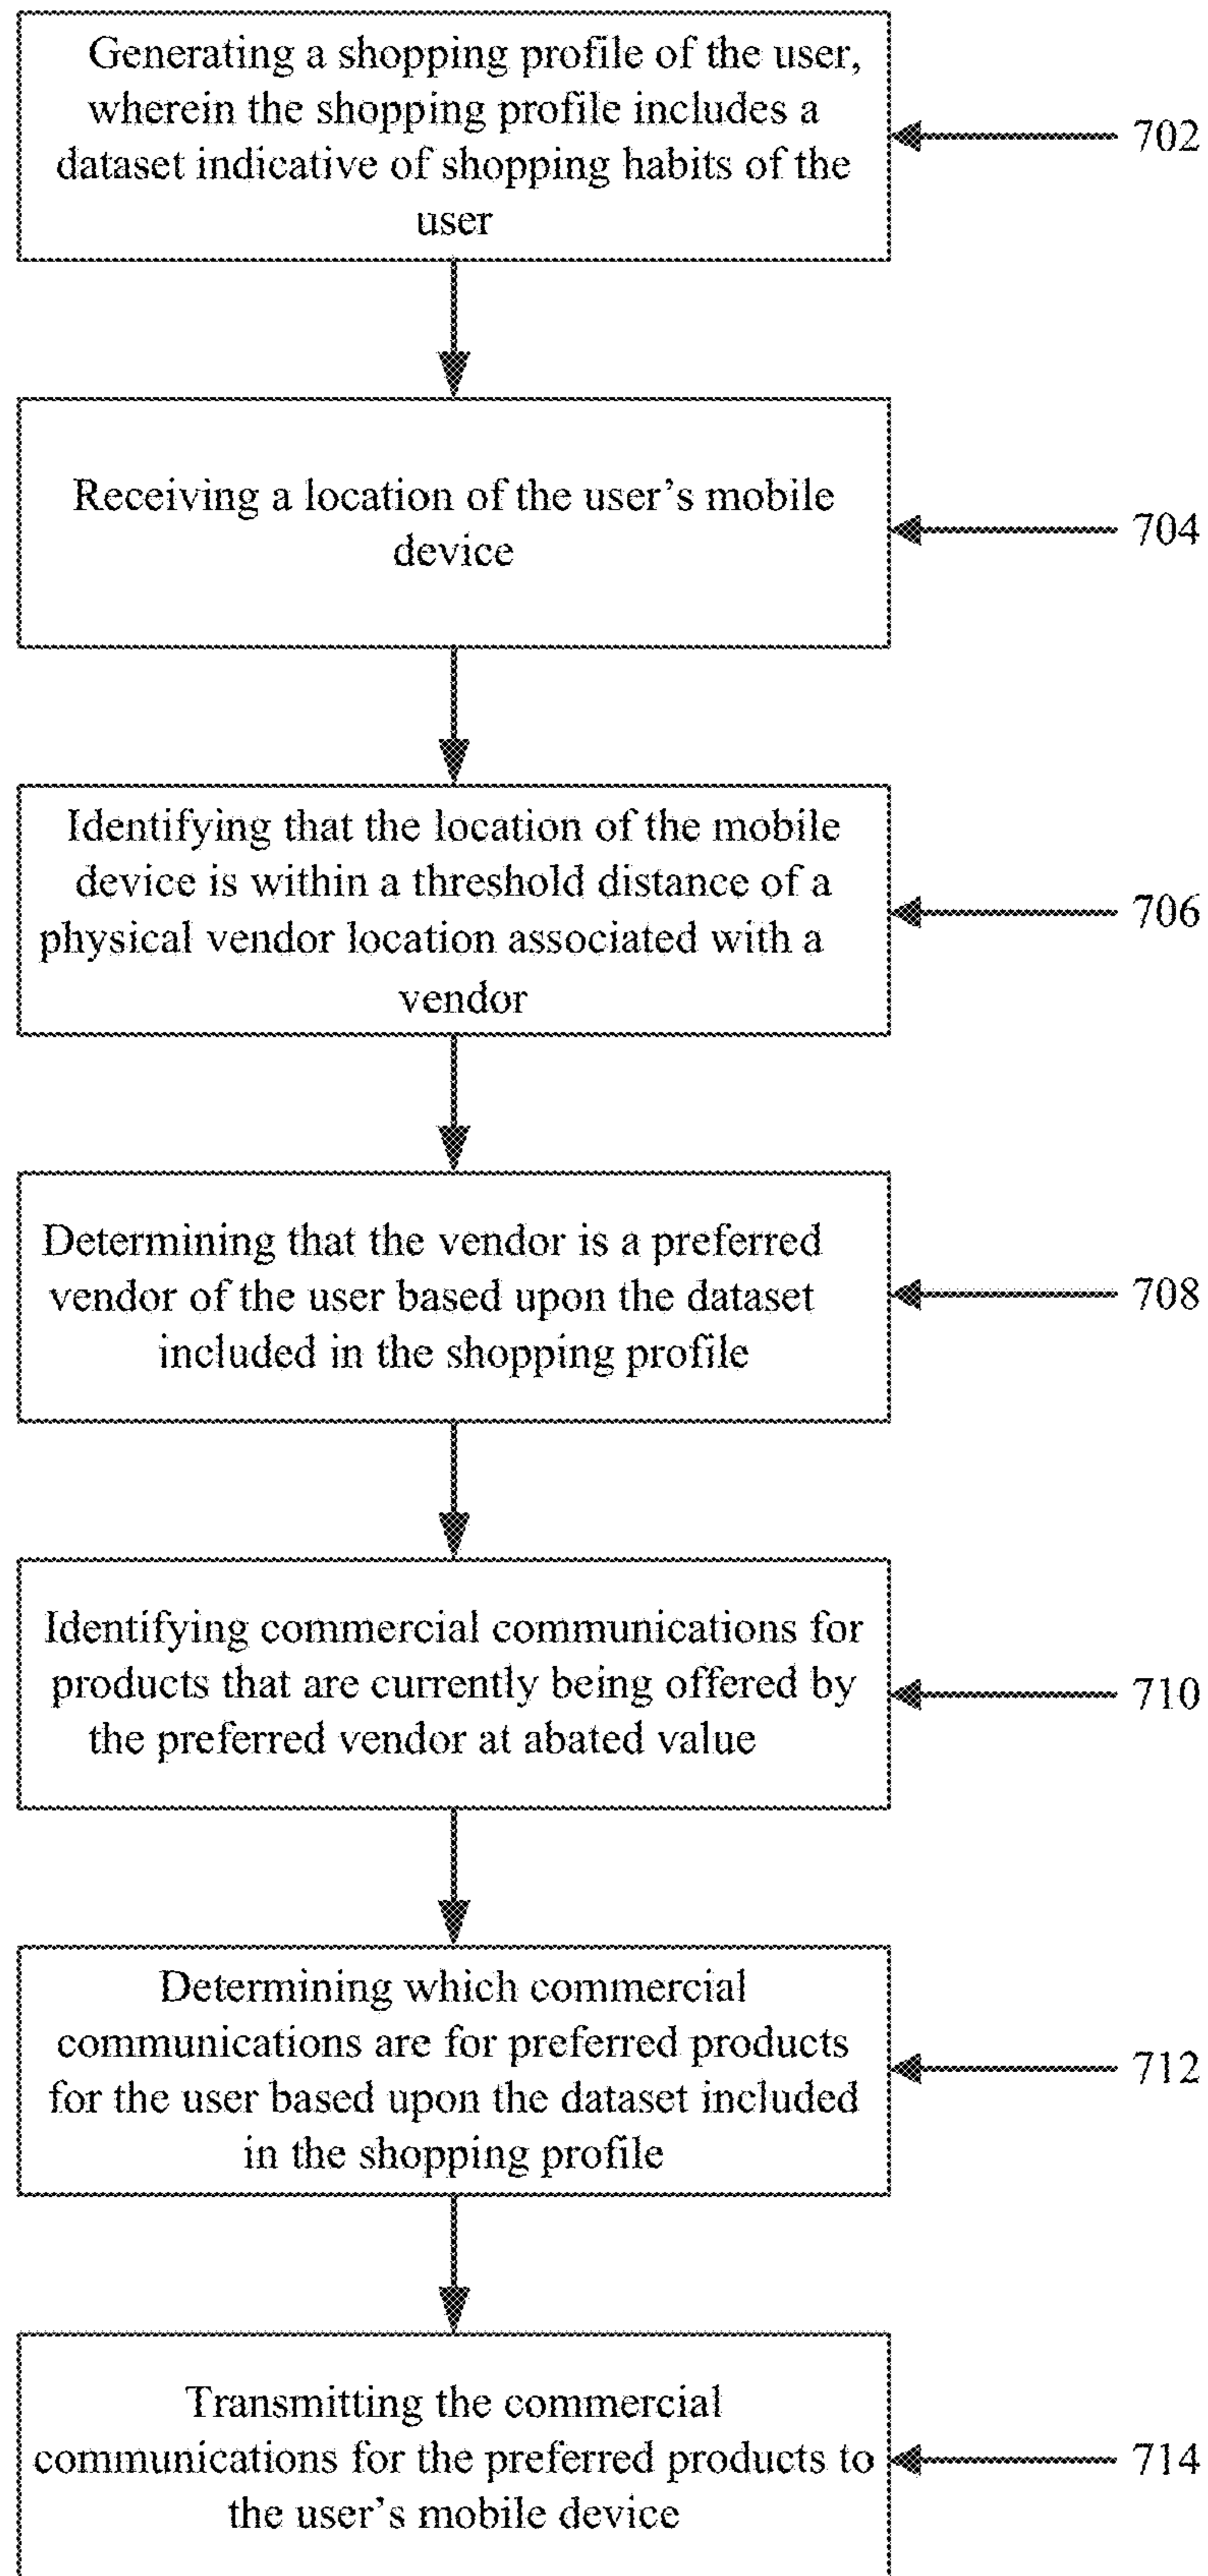 Generating a shopping profile of the user,
wherein the shopping profile includes a
dataset indicative of shopping habits of the
user
702
Receiving a location of the user's mobile
device
704
Identifying that the location of the mobile
device is within a threshold distance of a
physical vendor location associated with a
vendor
706
Determining that the vendor is a preferred
vendor of the user based upon the dataset
included in the shopping profile
708
Identifying commercial communications for
products that are currently being offered by
the preferred vendor at abated value
710
Determining which commercial
communications are for preferred products
for the user based upon the dataset included
in the shopping profile
712
Transmitting the commercial
communications for the preferred products to
the user's mobile device
714